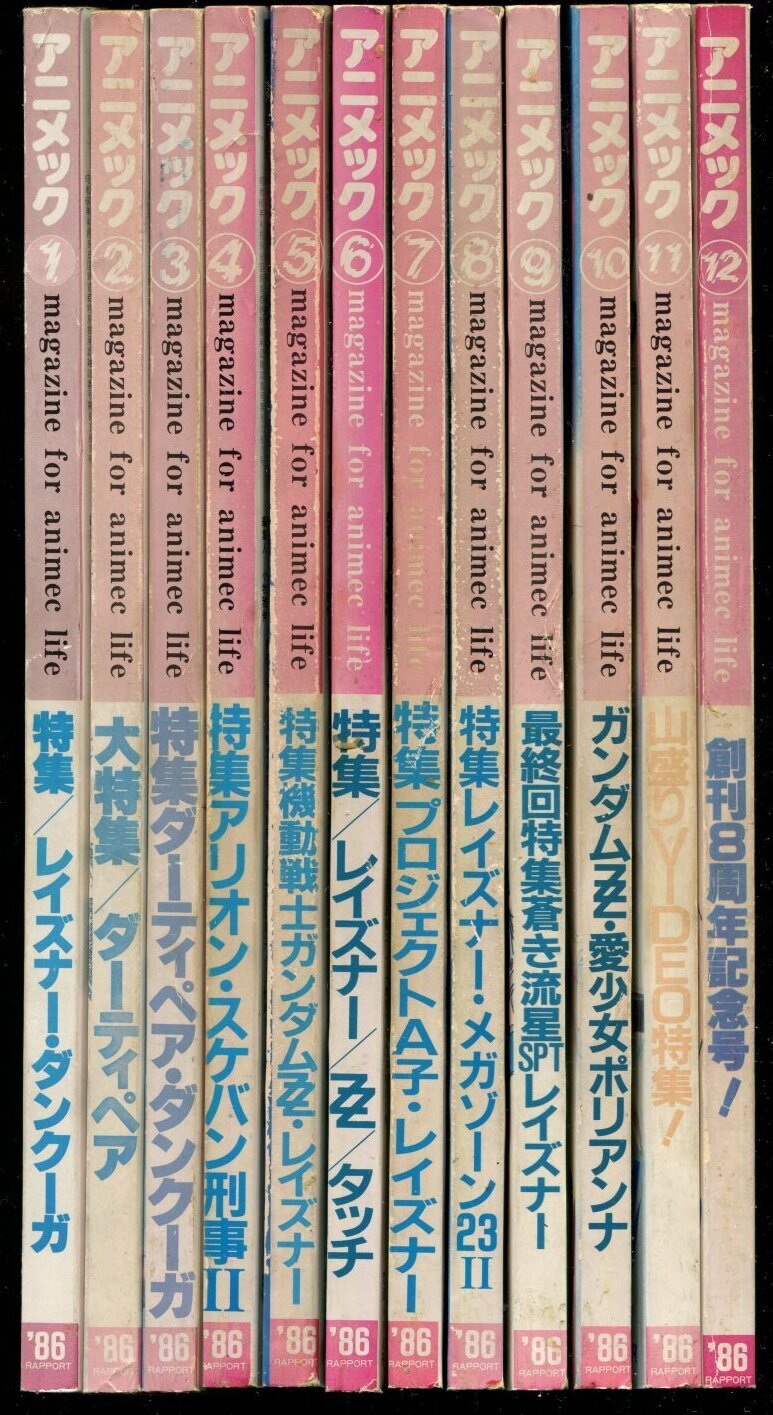 アニメック ① magazine for animec life 特集/レイズナー・ダンクーガ '86 RAPPORT
アニメック ② magazine for animec life 大特集/ダーティペア '86 RAPPORT
アニメック ③ magazine for animec life 特集ダーティペア・ダンクーガ '86 RAPPORT
アニメック ④ magazine for animec life 特集アリオン・スケバン刑事II '86 RAPPORT
アニメック ⑤ magazine for animec life 特集機動戦士ガンダムZZ・レイズナー '86 RAPPORT
アニメック ⑥ magazine for animec life 特集/レイズナー/ZZ/タッチ '86 RAPPORT
アニメック ⑦ magazine for animec life 特集プロジェクトA子・レイズナー '86 RAPPORT
アニメック ⑧ magazine for animec life 特集レイズナー・メガゾーン23II '86 RAPPORT
アニメック ⑨ magazine for animec life 最終回特集蒼き流星SPTレイズナー '86 RAPPORT
アニメック ⑩ magazine for animec life ガンダムZZ・愛少女ポリアンナ '86 RAPPORT
アニメック ⑪ magazine for animec life 山盛りVIDEO特集! '86 RAPPORT
アニメック ⑫ magazine for animec life 創刊8周年記念号! '86 RAPPORT